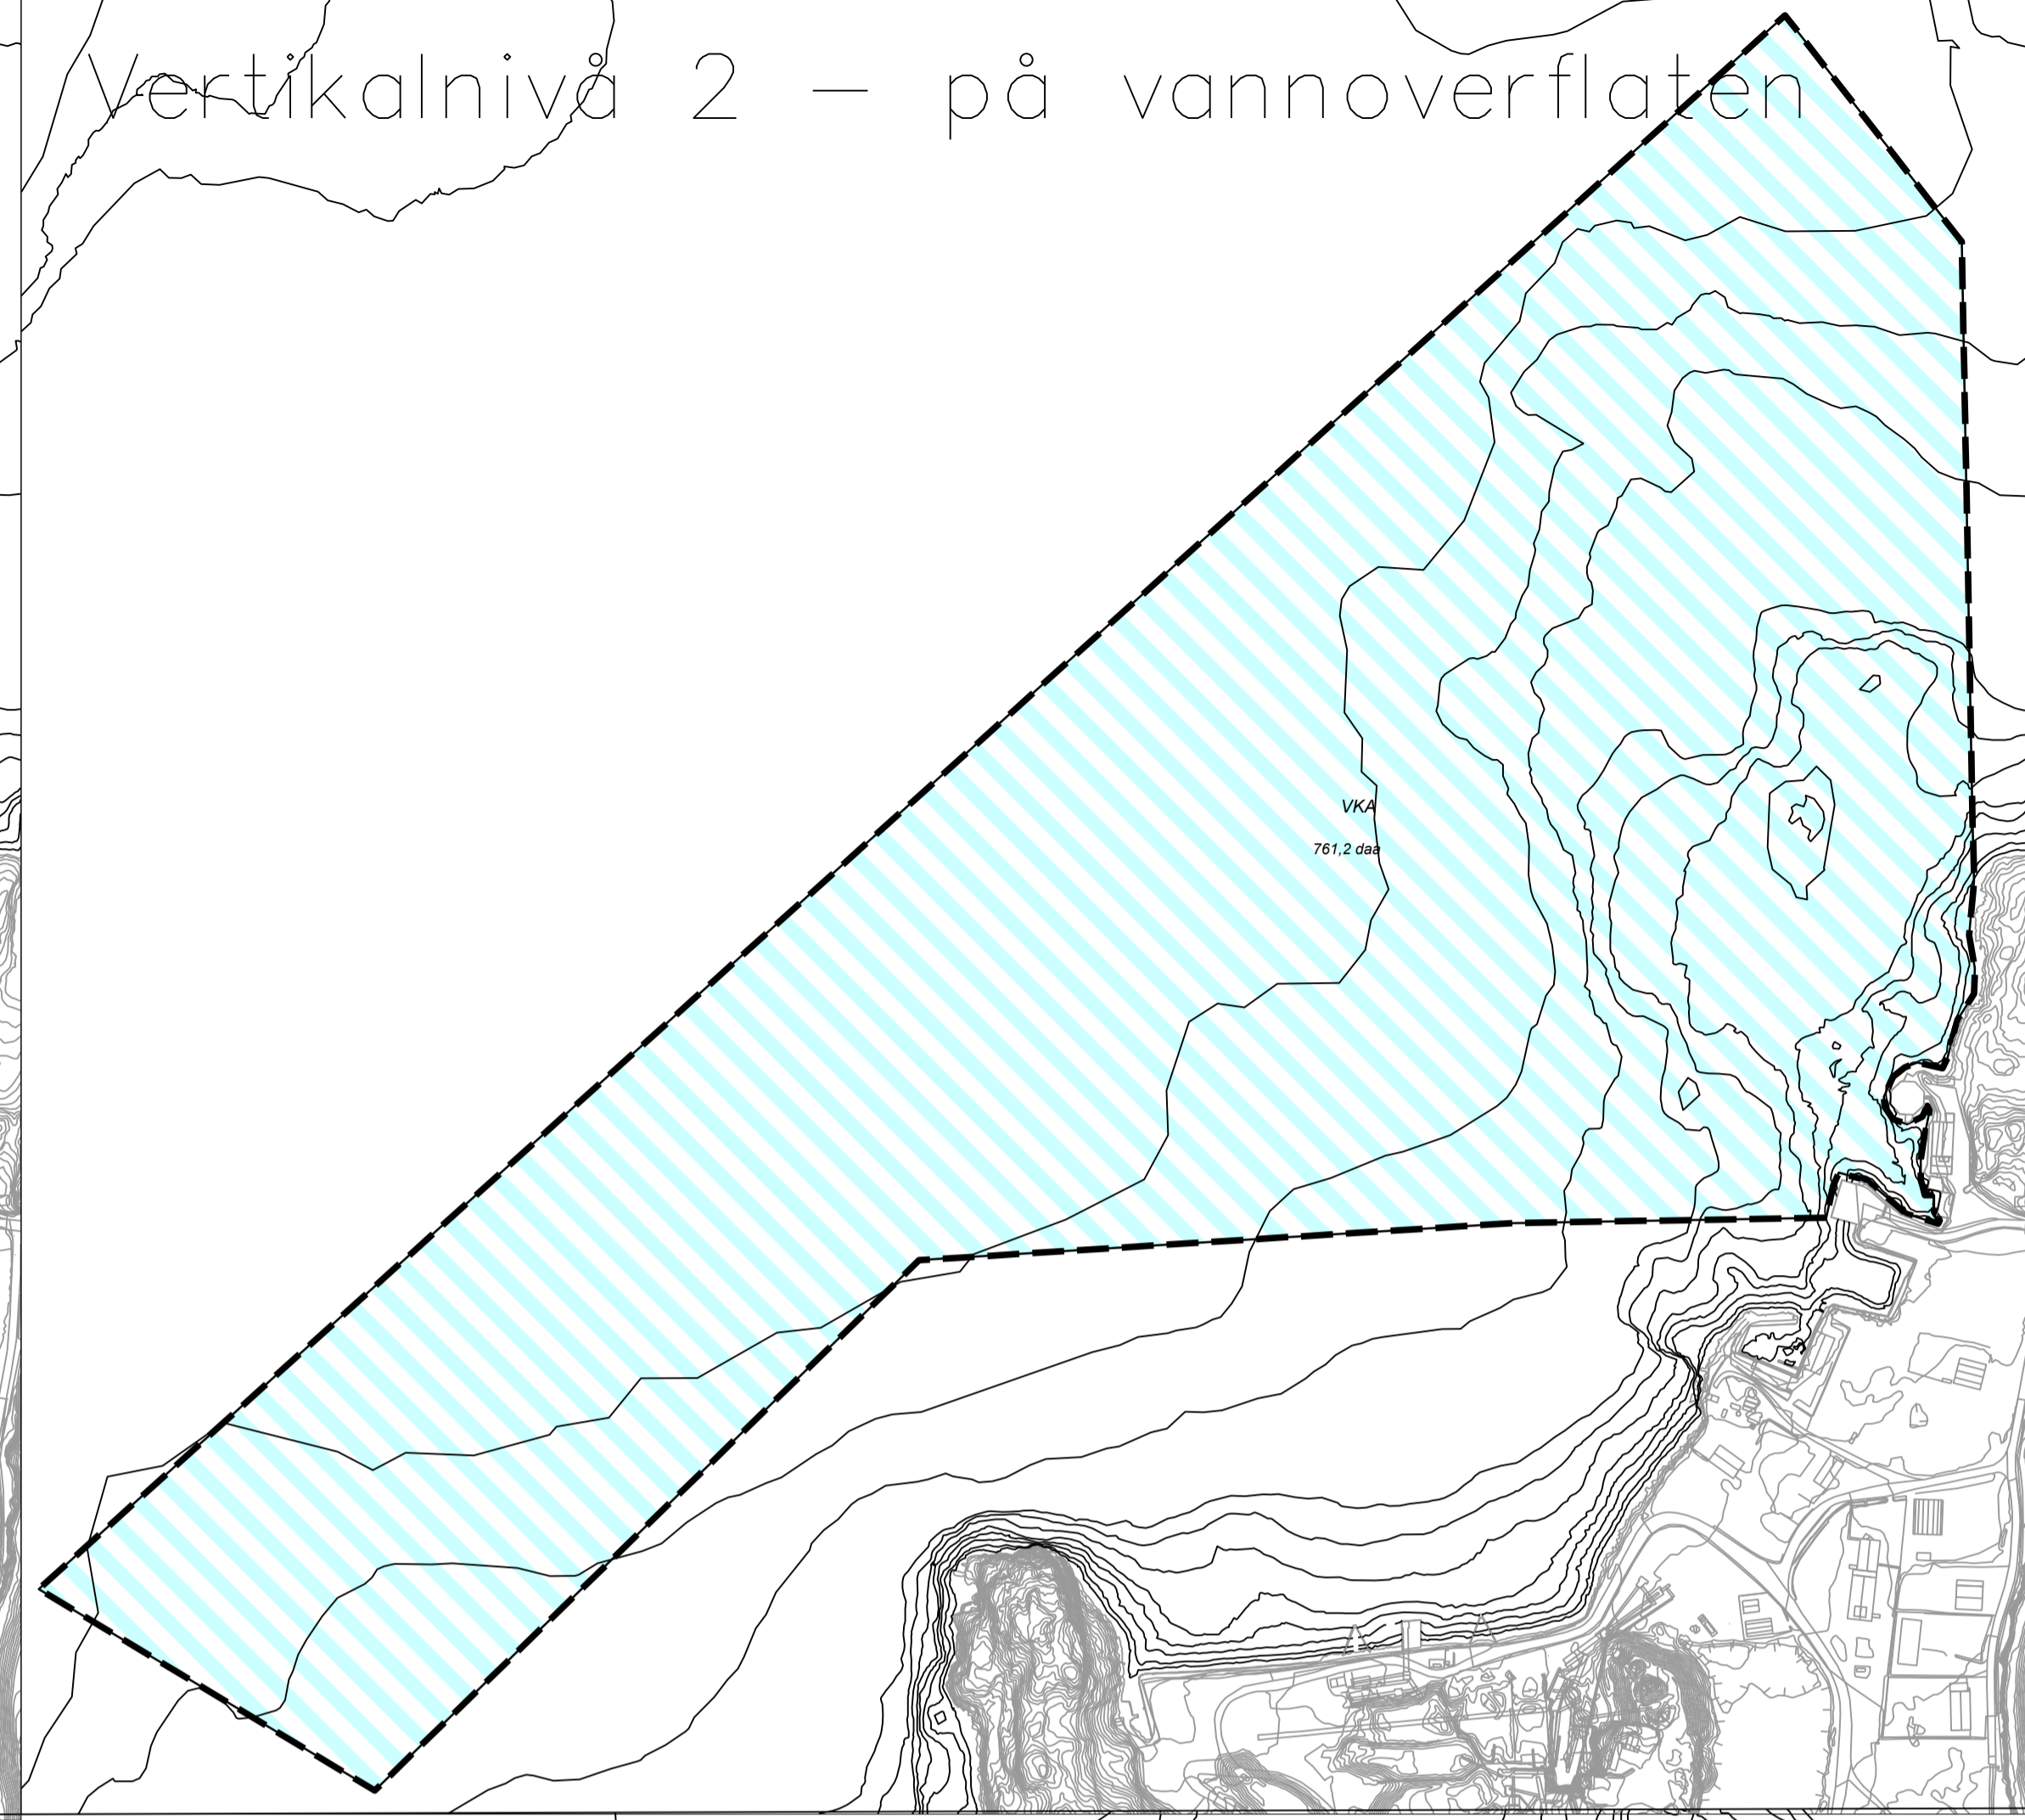 Vertikalnivå 2 – på vannoverflaten
VKA
761,2 daa